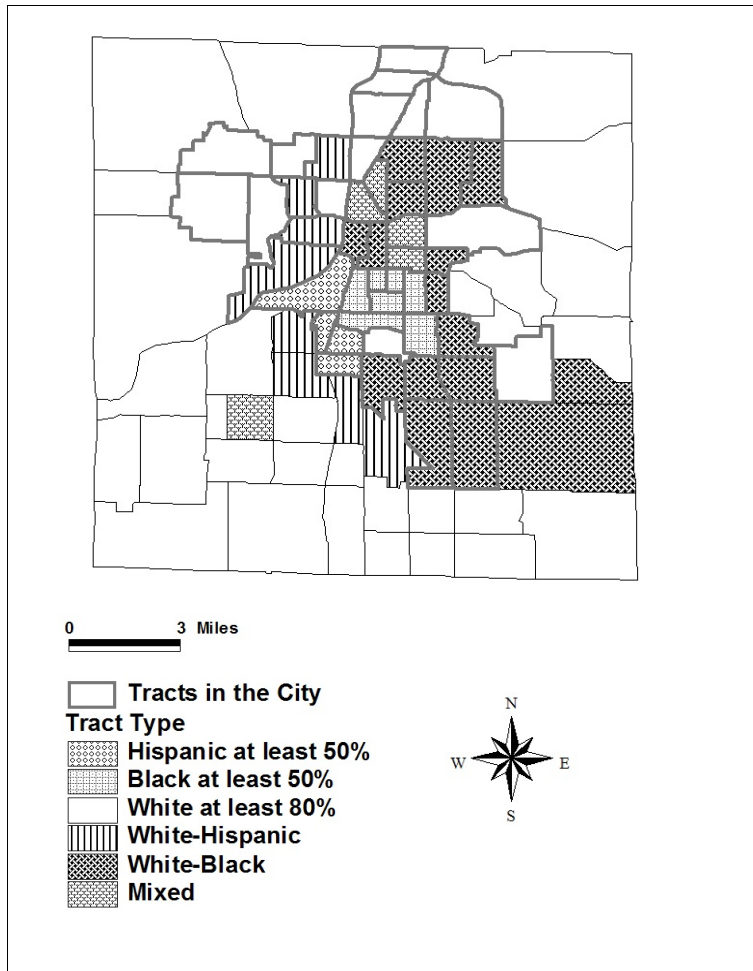 0 3 Miles
Tracts in the City
Tract Type
Hispanic at least 50%
Black at least 50%
White at least 80%
White-Hispanic
White-Black
Mixed
N
W E
S